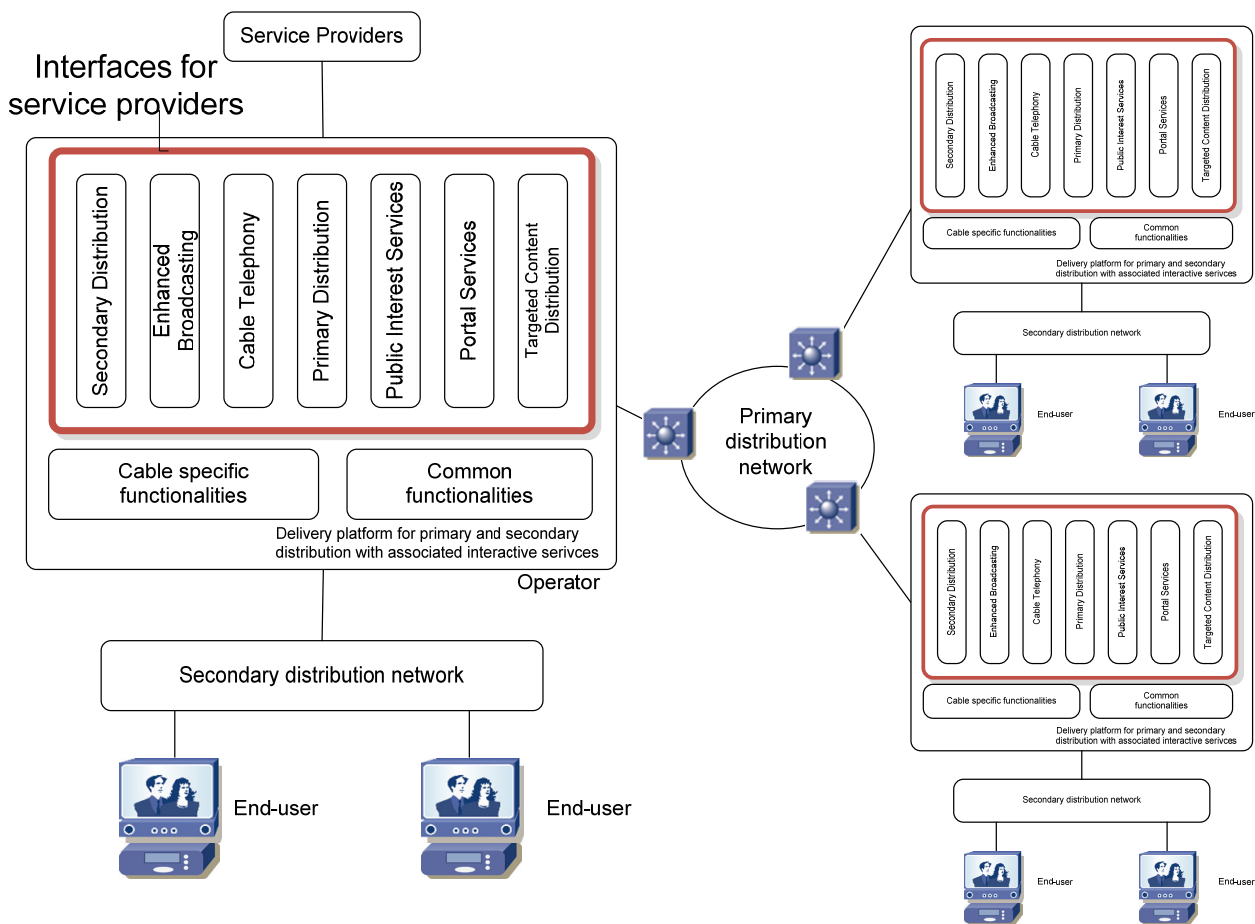 Service Providers
Interfaces for
service providers
Secondary Distribution
Enhanced
Broadcasting
Cable Telephony
Primary Distribution
Public Interest Services
Portal Services
Targeted Content
Distribution
Cable specific
functionalities
Common
functionalities
Delivery platform for primary and secondary
distribution with associated interactive serivces
Operator
Secondary distribution network
End-user
End-user
Primary
distribution
network
Secondary Distribution
Enhanced Broadcasting
Cable Telephony
Primary Distribution
Public Interest Services
Portal Services
Targeted Content Distribution
Cable specific functionalities
Common
functionalities
Delivery platform for primary and secondary
distribution with associated interactive serivces
Secondary distribution network
End-user
End-user
Secondary Distribution
Enhanced Broadcasting
Cable Telephony
Primary Distribution
Public Interest Services
Portal Services
Targeted Content Distribution
Cable specific functionalities
Common
functionalities
Delivery platform for primary and secondary
distribution with associated interactive serivces
Secondary distribution network
End-user
End-user